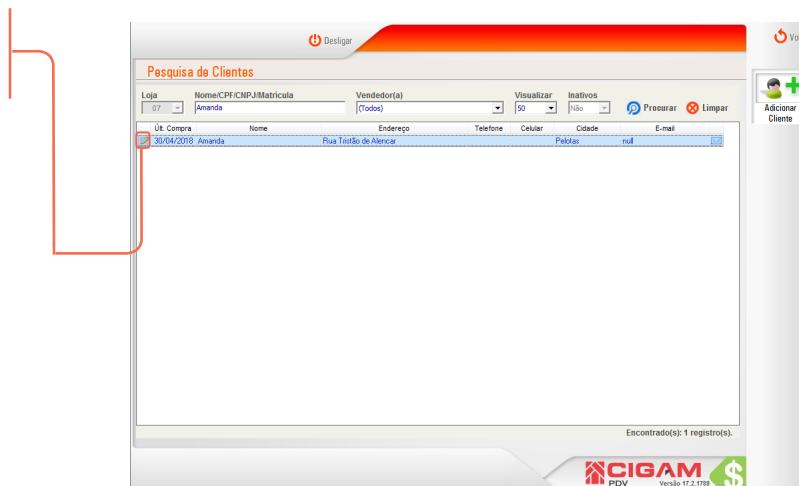 Desligar
Vol
Pesquisa de Clientes
Loja Nome/CPF/CNPJ/Matricula Vendedor(a) Visualizar Inativos
07 Amanda (Todos) 50 Não Procurar Limpar
Adicionar
Cliente
Últ. Compra Nome Endereço Telefone Celular Cidade E-mail
30/04/2018 Amanda Rua Tristão de Alencar Pelotas null
Encontrado(s): 1 registro(s).
CIGAM
PDV Versão 17.2.1789